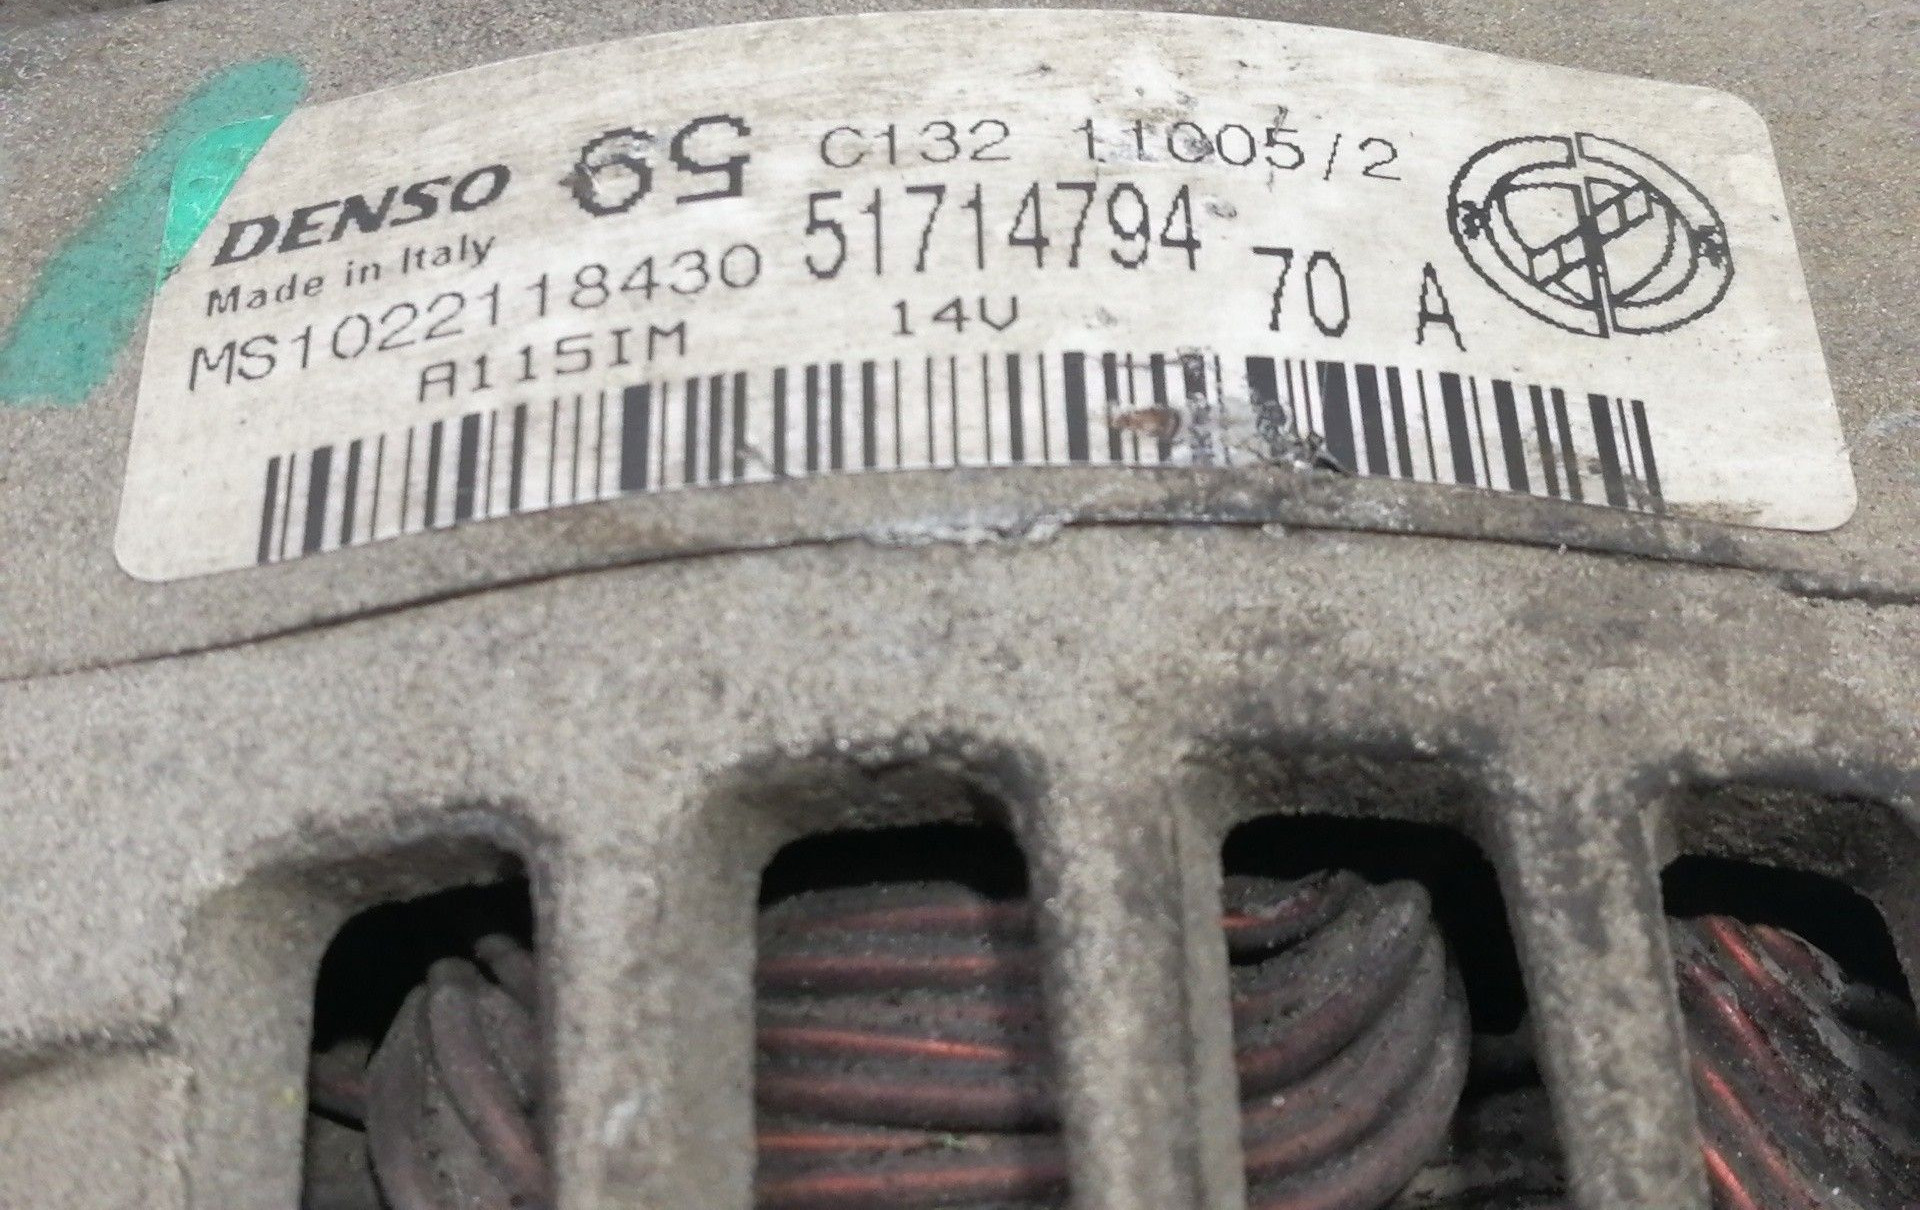 DENSO 59 C132 11005/2
Made in Italy
MS1022118430 51714794 70 A
A115IM 14V